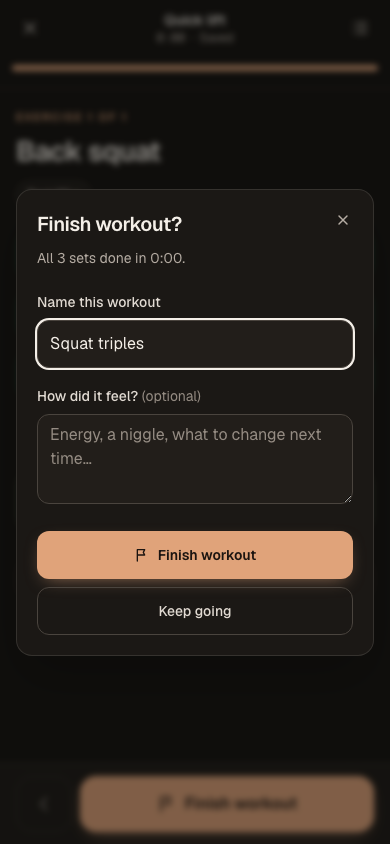 Back squat
Finish workout?
All 3 sets done in 0:00.
Name this workout
Squat triples
How did it feel? (optional)
Energy, a niggle, what to change next
time...
Finish workout
Keep going
Finish workout